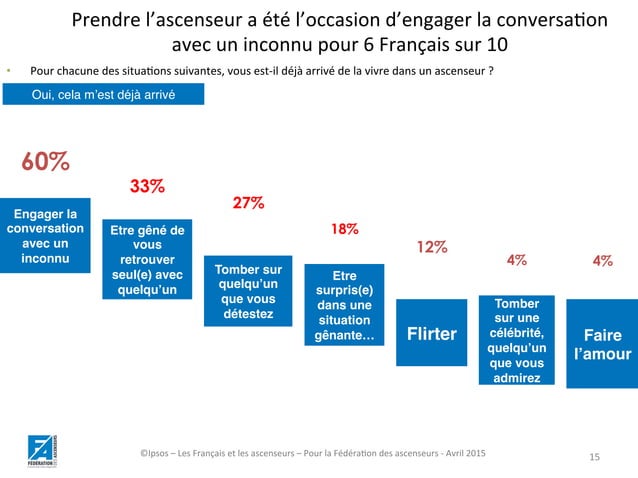 Prendre l’ascenseur a été l’occasion d’engager la conversation
avec un inconnu pour 6 Français sur 10
• Pour chacune des situations suivantes, vous est-il déjà arrivé de la vivre dans un ascenseur ?
Oui, cela m’est déjà arrivé
60%
Engager la
conversation
avec un
inconnu
33%
Etre gêné de
vous
retrouver
seul(e) avec
quelqu’un
27%
Tomber sur
quelqu’un
que vous
détestez
18%
Etre
surpris(e)
dans une
situation
gênante…
12%
Flirter
4%
Tomber
sur une
célébrité,
quelqu’un
que vous
admirez
4%
Faire
l’amour
FA
FÉDÉRATION
DES ASCENSEURS
©Ipsos – Les Français et les ascenseurs – Pour la Fédération des ascenseurs - Avril 2015
15